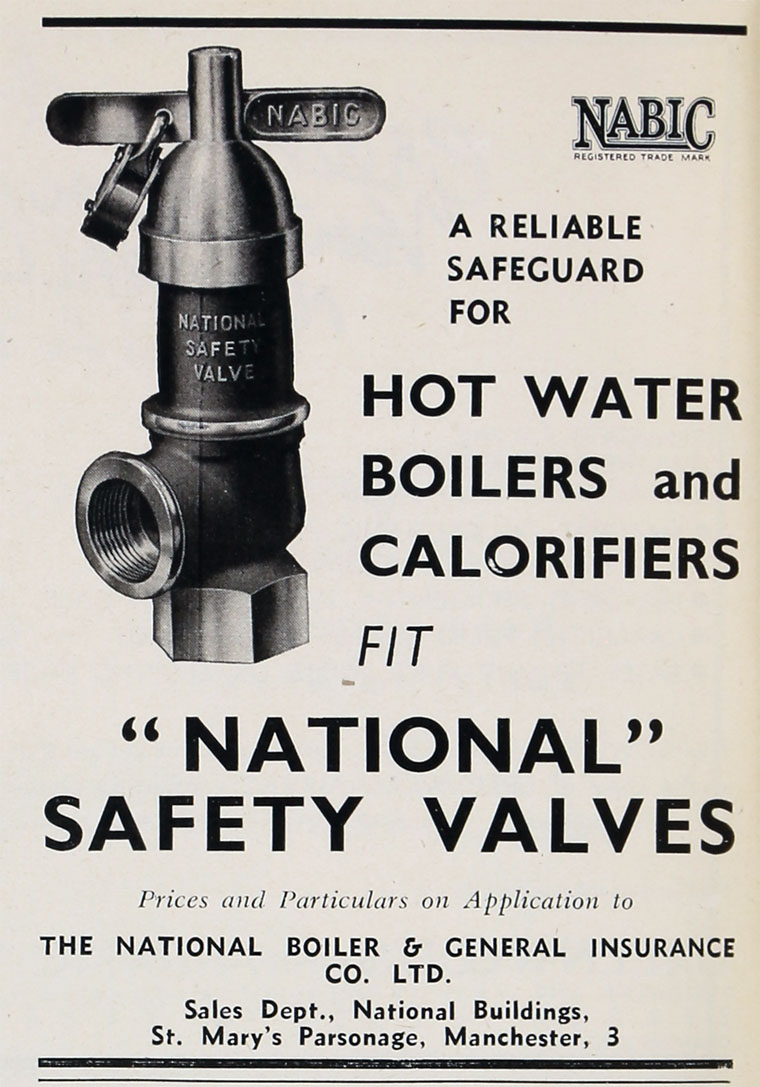 NABIC
NABIC
REGISTERED TRADE MARK
A RELIABLE
SAFEGUARD
FOR
NATIONAL
SAFETY
VALVE
HOT WATER
BOILERS and
CALORIFIERS
FIT
“NATIONAL”
SAFETY VALVES
Prices and Particulars on Application to
THE NATIONAL BOILER & GENERAL INSURANCE
CO. LTD.
Sales Dept., National Buildings,
St. Mary's Parsonage, Manchester, 3